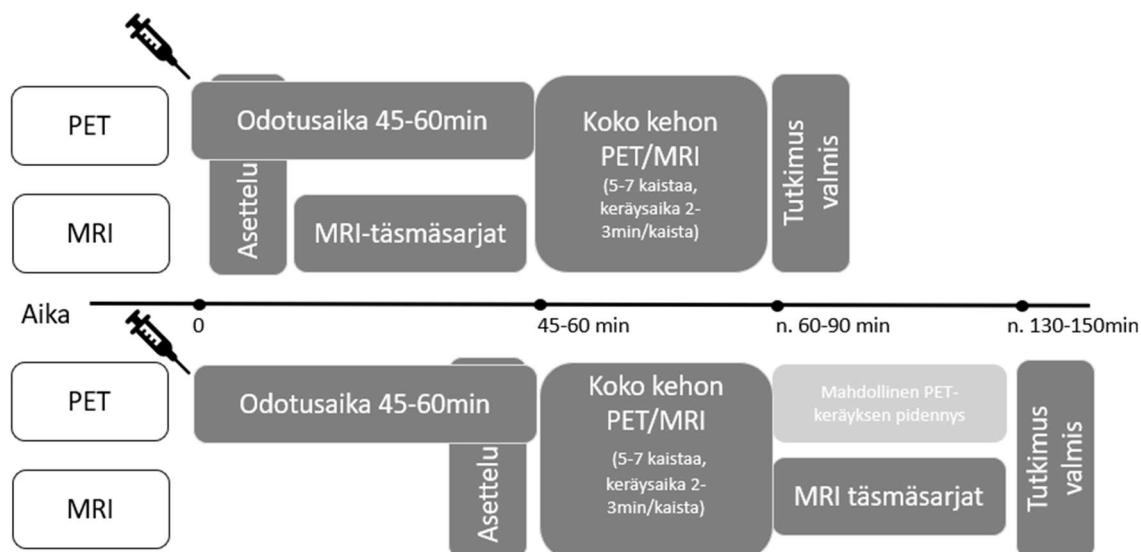 PET
MRI
Odotusaika 45-60min
Asettelu
MRI-täsmäsarjat
Koko kehon
PET/MRI
(5-7 kaistaa,
keräysaika 2-
3min/kaista)
Tutkimus
valmis
Aika
0
45-60 min
n. 60-90 min
n. 130-150min
PET
MRI
Odotusaika 45-60min
Asettelu
Koko kehon
PET/MRI
(5-7 kaistaa,
keräysaika 2-
3min/kaista)
Mahdollinen PET-
keräyksen pidennys
MRI täsmäsarjat
Tutkimus
valmis